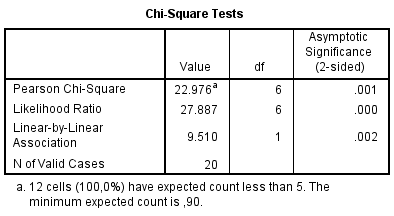 Chi-Square Tests
Value df Asymptotic Significance (2-sided)
Pearson Chi-Square 22.976a 6 .001
Likelihood Ratio 27.887 6 .000
Linear-by-Linear Association 9.510 1 .002
N of Valid Cases 20
a. 12 cells (100,0%) have expected count less than 5. The
minimum expected count is ,90.